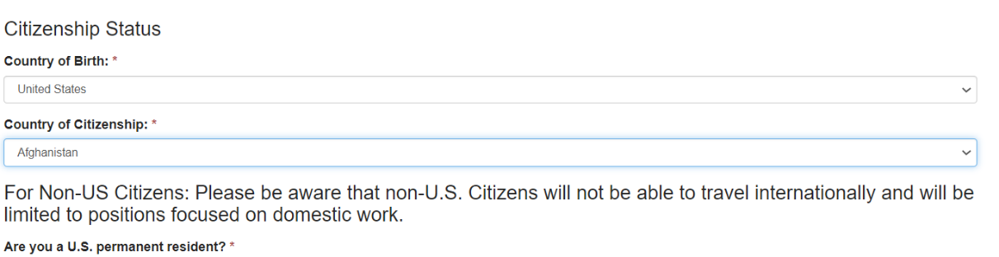 Citizenship Status
Country of Birth: *
United States
Country of Citizenship: *
Afghanistan
For Non-US Citizens: Please be aware that non-U.S. Citizens will not be able to travel internationally and will be
limited to positions focused on domestic work.
Are you a U.S. permanent resident? *